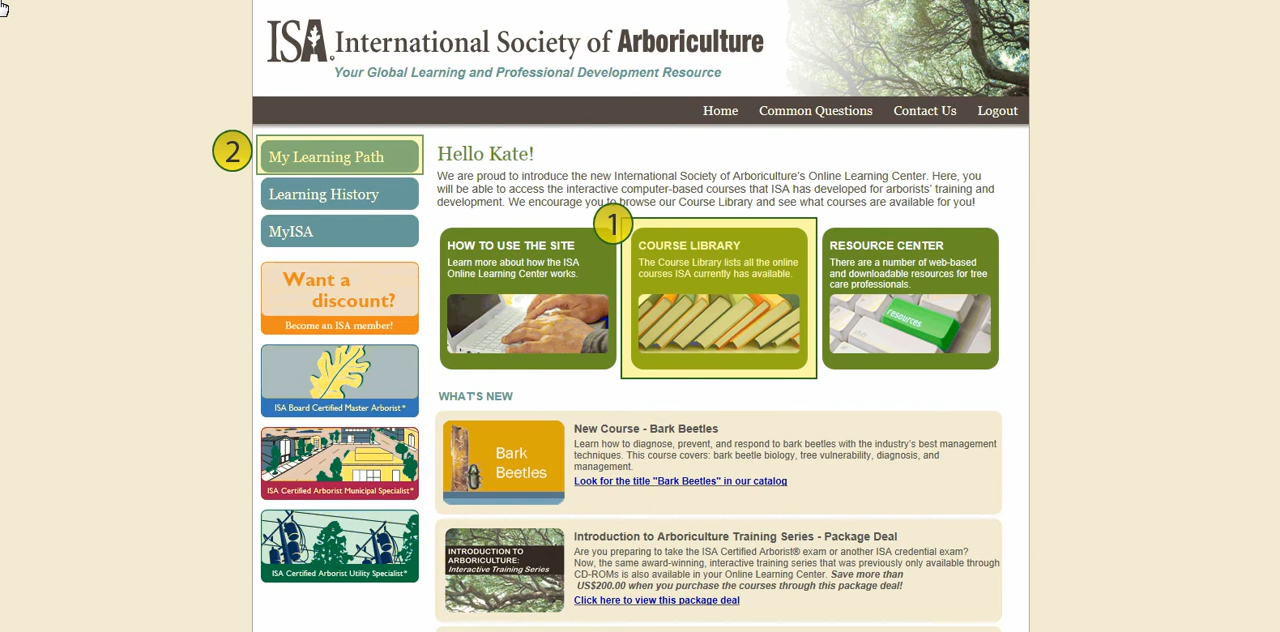 ISA International Society of Arboriculture
Your Global Learning and Professional Development Resource
Home Common Questions Contact Us Logout
2
My Learning Path
Learning History
MyISA
Want a
discount?
Become an ISA member!
ISA Board Certified Master Arborist®
ISA Certified Arborist Municipal Specialist®
ISA Certified Arborist Utility Specialist®
Hello Kate!
We are proud to introduce the new International Society of Arboriculture's Online Learning Center. Here, you
will be able to access the interactive computer-based courses that ISA has developed for arborists' training and
development. We encourage you to browse our Course Library and see what courses are available for you!
HOW TO USE THE SITE
Learn more about how the ISA
Online Learning Center works.
1
COURSE LIBRARY
The Course Library lists all the online
courses ISA currently has available.
RESOURCE CENTER
There are a number of web-based
and downloadable resources for tree
care professionals.
resources
WHAT'S NEW
Bark
Beetles
New Course - Bark Beetles
Learn how to diagnose, prevent, and respond to bark beetles with the industry's best management
techniques. This course covers: bark beetle biology, tree vulnerability, diagnosis, and
management.
Look for the title "Bark Beetles" in our catalog
INTRODUCTION TO
ARBORICULTURE:
Interactive Training Series
Introduction to Arboriculture Training Series - Package Deal
Are you preparing to take the ISA Certified Arborist® exam or another ISA credential exam?
Now, the same award-winning, interactive training series that was previously only available through
CD-ROMs is also available in your Online Learning Center. Save more than
US$200.00 when you purchase the courses through this package deal!
Click here to view this package deal